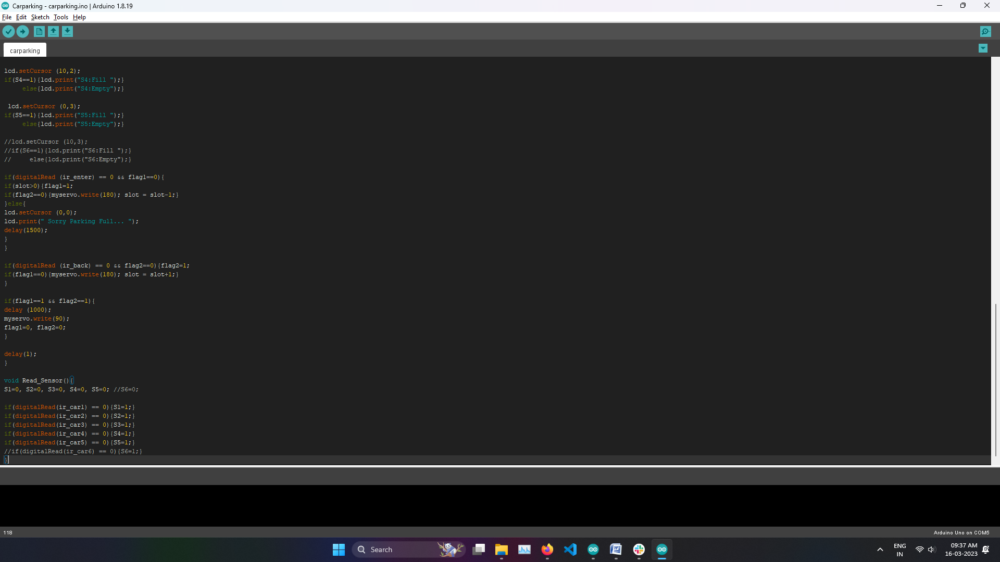 Carparking - carparking.ino | Arduino 1.8.19
File Edit Sketch Tools Help
carparking
lcd.setCursor (10,2);
if(S4==1){lcd.print("S4:Fill ");}
     else{lcd.print("S4:Empty");}
 lcd.setCursor (0,3);
if(S5==1){lcd.print("S5:Fill ");}
     else{lcd.print("S5:Empty");}
//lcd.setCursor (10,3);
//if(S6==1){lcd.print("S6:Fill ");}
//     else{lcd.print("S6:Empty");}
if(digitalRead (ir_enter) == 0 && flag1==0){
if(slot>0){flag1=1;
if(flag2==0){myservo.write(180); slot = slot-1;}
}else{
lcd.setCursor (0,0);
lcd.print(" Sorry Parking Full... ");
delay(1500);
}
}
if(digitalRead (ir_back) == 0 && flag2==0){flag2=1;
if(flag1==0){myservo.write(180); slot = slot+1;}
}
if(flag1==1 && flag2==1){
delay (1000);
myservo.write(90);
flag1=0, flag2=0;
}
delay(1);
}
void Read_Sensor(){
S1=0, S2=0, S3=0, S4=0, S5=0; //S6=0;
if(digitalRead(ir_car1) == 0){S1=1;}
if(digitalRead(ir_car2) == 0){S2=1;}
if(digitalRead(ir_car3) == 0){S3=1;}
if(digitalRead(ir_car4) == 0){S4=1;}
if(digitalRead(ir_car5) == 0){S5=1;}
//if(digitalRead(ir_car6) == 0){S6=1;}
}
118
Arduino Uno on COM5
Search
ENG
IN
09:37 AM
16-03-2023